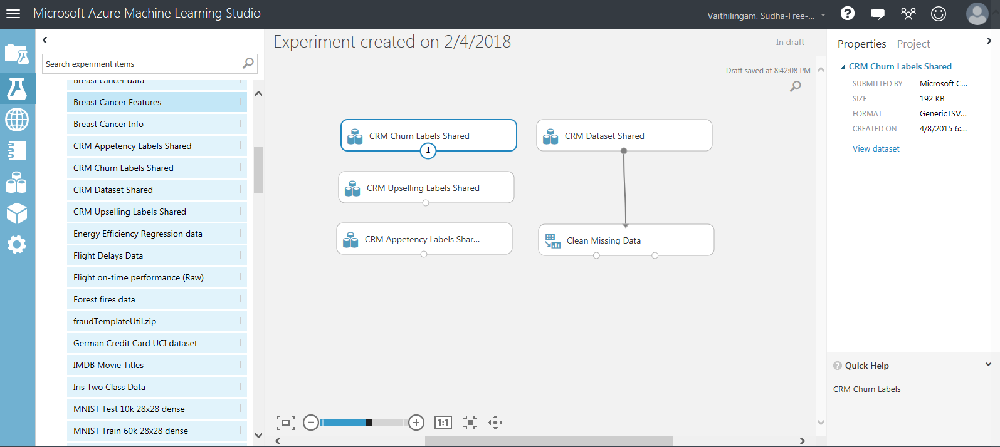 Microsoft Azure Machine Learning Studio
Vaithilingam, Sudha-Free-...
?
Search experiment items
Breast cancer data
Breast Cancer Features
Breast Cancer Info
CRM Appetency Labels Shared
CRM Churn Labels Shared
CRM Dataset Shared
CRM Upselling Labels Shared
Energy Efficiency Regression data
Flight Delays Data
Flight on-time performance (Raw)
Forest fires data
fraudTemplateUtil.zip
German Credit Card UCI dataset
IMDB Movie Titles
Iris Two Class Data
MNIST Test 10k 28x28 dense
MNIST Train 60k 28x28 dense
Experiment created on 2/4/2018
In draft
Draft saved at 8:42:08 PM
CRM Churn Labels Shared
1
CRM Dataset Shared
CRM Upselling Labels Shared
CRM Appetency Labels Shar...
Clean Missing Data
1:1
Properties Project
CRM Churn Labels Shared
SUBMITTED BY Microsoft C...
SIZE 192 KB
FORMAT GenericTSV...
CREATED ON 4/8/2015 6:...
View dataset
? Quick Help
CRM Churn Labels